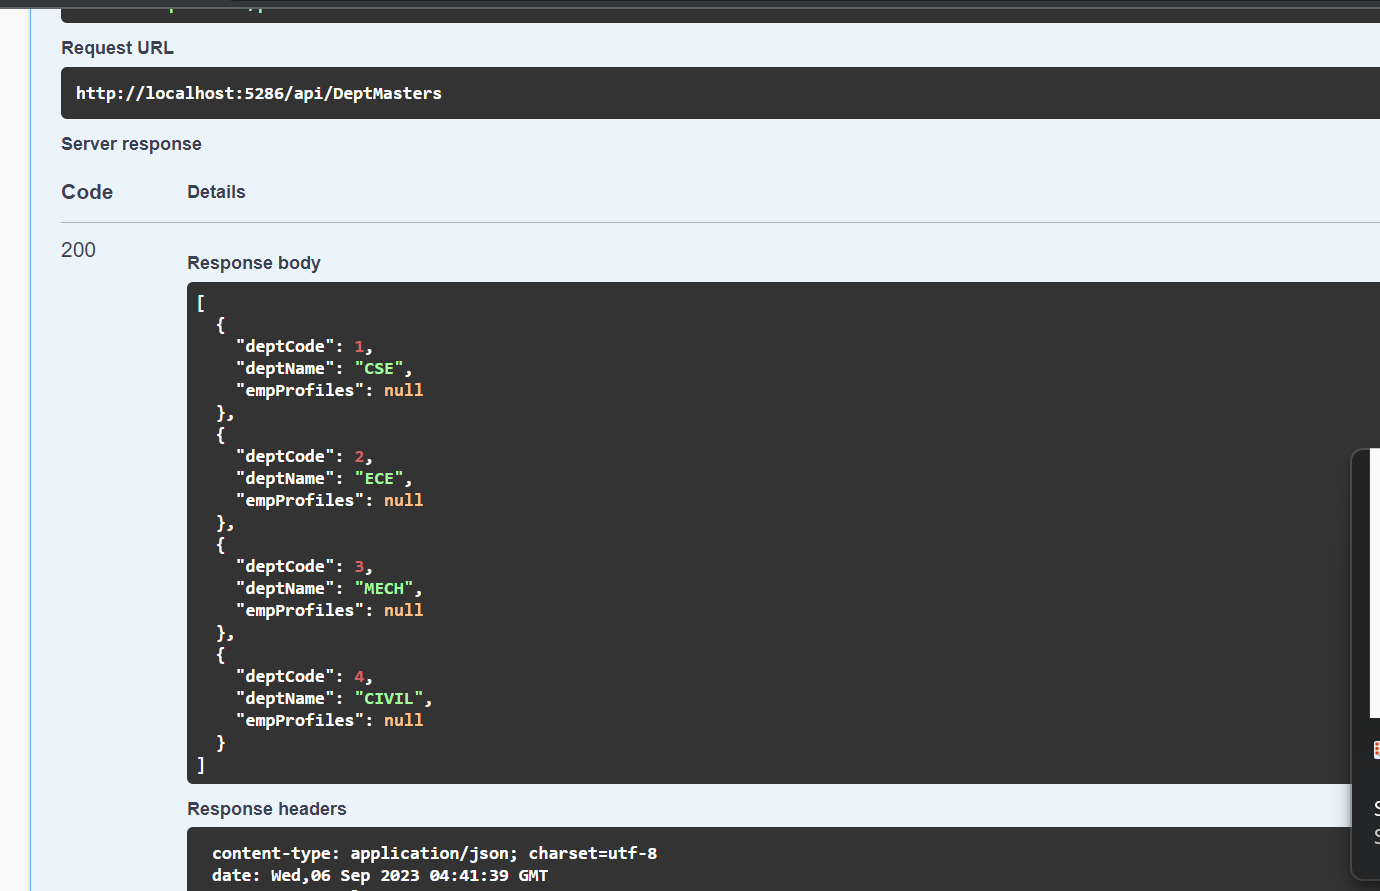 Request URL
http://localhost:5286/api/DeptMasters
Server response
Code Details
200
Response body
[
{
"deptCode": 1,
"deptName": "CSE",
"empProfiles": null
},
{
"deptCode": 2,
"deptName": "ECE",
"empProfiles": null
},
{
"deptCode": 3,
"deptName": "MECH",
"empProfiles": null
},
{
"deptCode": 4,
"deptName": "CIVIL",
"empProfiles": null
}
]
Response headers
content-type: application/json; charset=utf-8
date: Wed,06 Sep 2023 04:41:39 GMT